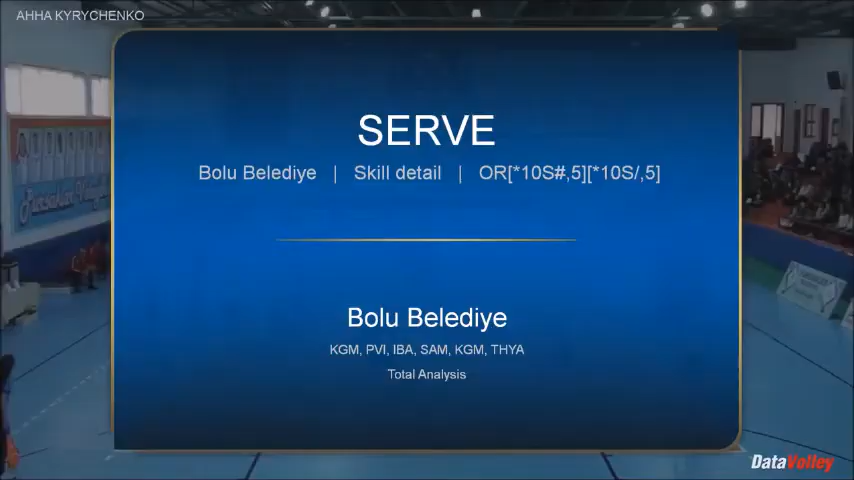 AHHA KYRYCHENKO
SERVE
Bolu Belediye | Skill detail | OR[*10S#,5][*10S/,5]
Bolu Belediye
KGM, PVI, IBA, SAM, KGM, THYA
Total Analysis
DataVolley